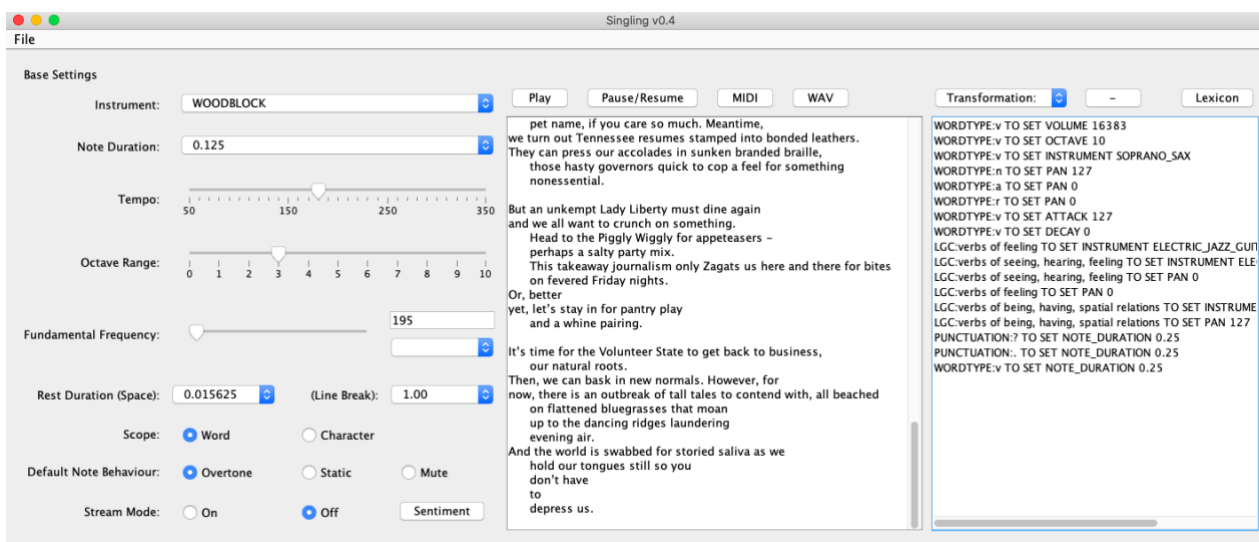 Singling v0.4
File
Base Settings
Instrument: WOODBLOCK
Note Duration: 0.125
Tempo:
50 150 250 350
Octave Range:
0 1 2 3 4 5 6 7 8 9 10
Fundamental Frequency: 195
Rest Duration (Space): 0.015625 (Line Break): 1.00
Scope: Word Character
Default Note Behaviour: Overtone Static Mute
Stream Mode: On Off Sentiment
Play Pause/Resume MIDI WAV
pet name, if you care so much. Meantime,
we turn out Tennessee resumes stamped into bonded leathers.
They can press our accolades in sunken branded braille,
those hasty governors quick to cop a feel for something
nonessential.
But an unkempt Lady Liberty must dine again
and we all want to crunch on something.
Head to the Piggly Wiggly for appeteasers –
perhaps a salty party mix.
This takeaway journalism only Zagats us here and there for bites
on fevered Friday nights.
Or, better
yet, let's stay in for pantry play
and a whine pairing.
It's time for the Volunteer State to get back to business,
our natural roots.
Then, we can bask in new normals. However, for
now, there is an outbreak of tall tales to contend with, all beached
on flattened bluegrasses that moan
up to the dancing ridges laundering
evening air.
And the world is swabbed for storied saliva as we
hold our tongues still so you
don't have
to
depress us.
Transformation: – Lexicon
WORDTYPE:v TO SET VOLUME 16383
WORDTYPE:v TO SET OCTAVE 10
WORDTYPE:v TO SET INSTRUMENT SOPRANO_SAX
WORDTYPE:n TO SET PAN 127
WORDTYPE:a TO SET PAN 0
WORDTYPE:r TO SET PAN 0
WORDTYPE:v TO SET ATTACK 127
WORDTYPE:v TO SET DECAY 0
LGC:verbs of feeling TO SET INSTRUMENT ELECTRIC_JAZZ_GUI
LGC:verbs of seeing, hearing, feeling TO SET INSTRUMENT ELE
LGC:verbs of seeing, hearing, feeling TO SET PAN 0
LGC:verbs of feeling TO SET PAN 0
LGC:verbs of being, having, spatial relations TO SET INSTRUME
LGC:verbs of being, having, spatial relations TO SET PAN 127
PUNCTUATION:? TO SET NOTE_DURATION 0.25
PUNCTUATION:. TO SET NOTE_DURATION 0.25
WORDTYPE:v TO SET NOTE_DURATION 0.25